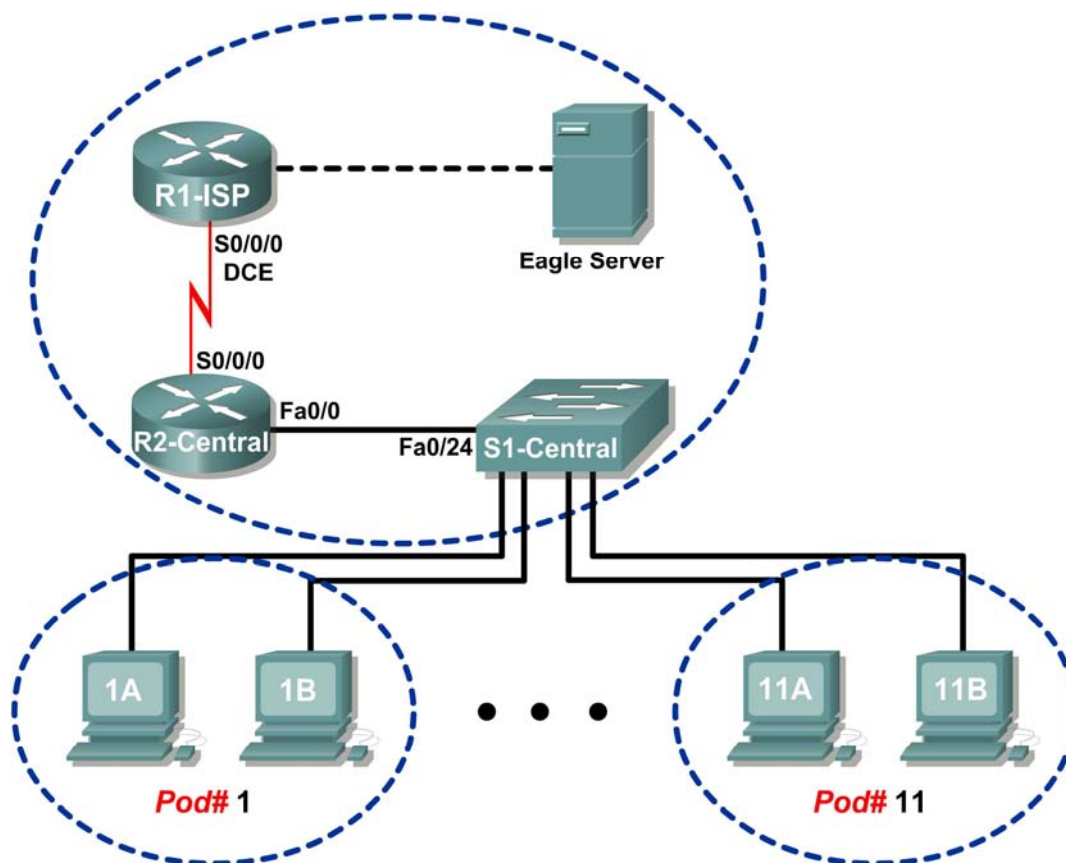 R1-ISP
S0/0/0
DCE
Eagle Server
S0/0/0
R2-Central
Fa0/0
Fa0/24
S1-Central
1A
1B
11A
11B
Pod# 1
Pod# 11